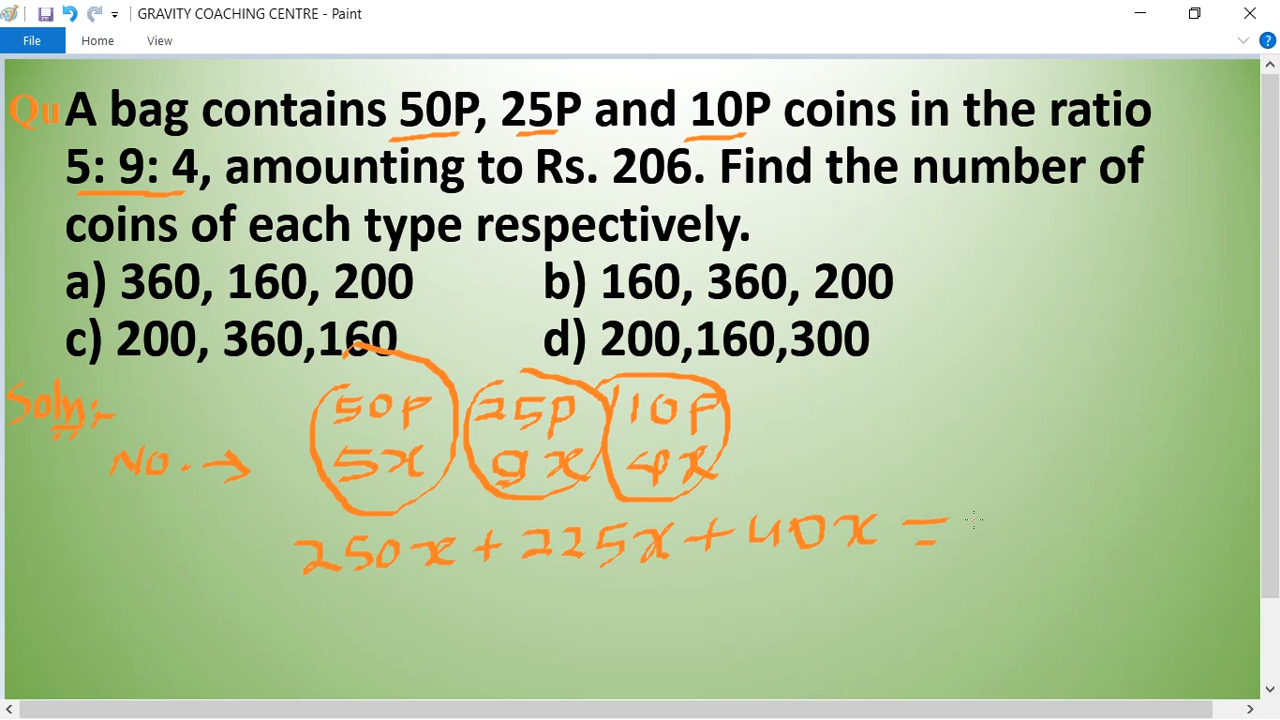 GRAVITY COACHING CENTRE - Paint
File Home View
Qu A bag contains 50P, 25P and 10P coins in the ratio
5: 9: 4, amounting to Rs. 206. Find the number of
coins of each type respectively.
a) 360, 160, 200 b) 160, 360, 200
c) 200, 360,160 d) 200,160,300
Soln:-
50p 25p 10p
No. → 5x 9x 4x
250x + 225x + 40x =